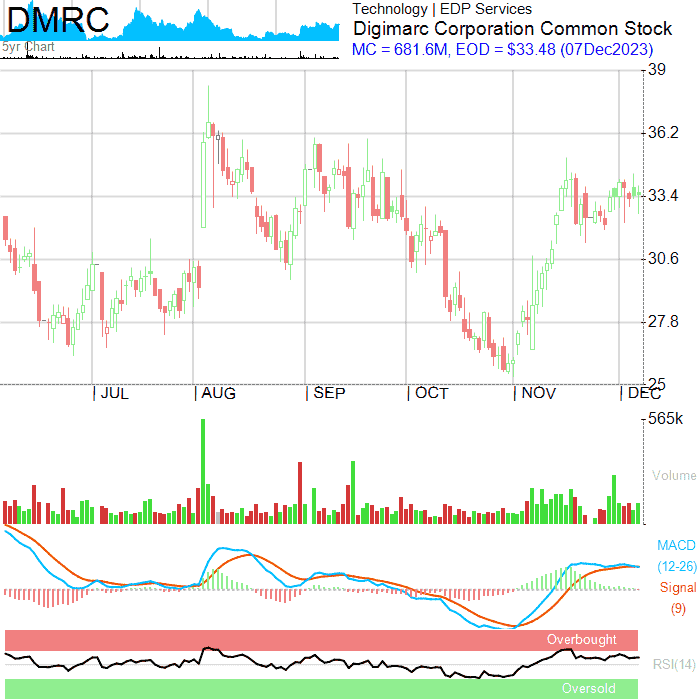 DMRC
5yr Chart
Technology | EDP Services
Digimarc Corporation Common Stock
MC = 681.6M, EOD = $33.48 (07Dec2023)
39
36.2
33.4
30.6
27.8
25
JUL
AUG
SEP
OCT
NOV
DEC
565k
Volume
MACD
(12-26)
Signal
(9)
Overbought
RSI(14)
Oversold